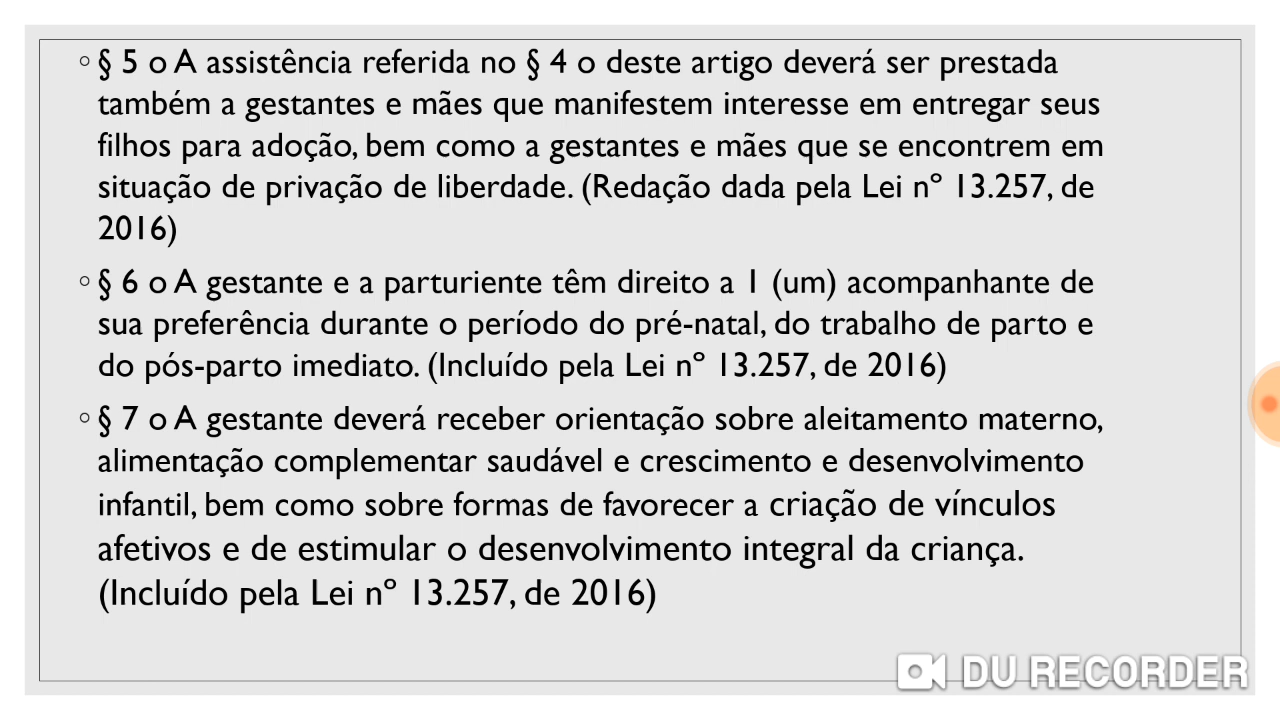 ◦ § 5 o A assistência referida no § 4 o deste artigo deverá ser prestada
também a gestantes e mães que manifestem interesse em entregar seus
filhos para adoção, bem como a gestantes e mães que se encontrem em
situação de privação de liberdade. (Redação dada pela Lei nº 13.257, de
2016)
◦ § 6 o A gestante e a parturiente têm direito a 1 (um) acompanhante de
sua preferência durante o período do pré-natal, do trabalho de parto e
do pós-parto imediato. (Incluído pela Lei nº 13.257, de 2016)
◦ § 7 o A gestante deverá receber orientação sobre aleitamento materno,
alimentação complementar saudável e crescimento e desenvolvimento
infantil, bem como sobre formas de favorecer a criação de vínculos
afetivos e de estimular o desenvolvimento integral da criança.
(Incluído pela Lei nº 13.257, de 2016)
DU RECORDER